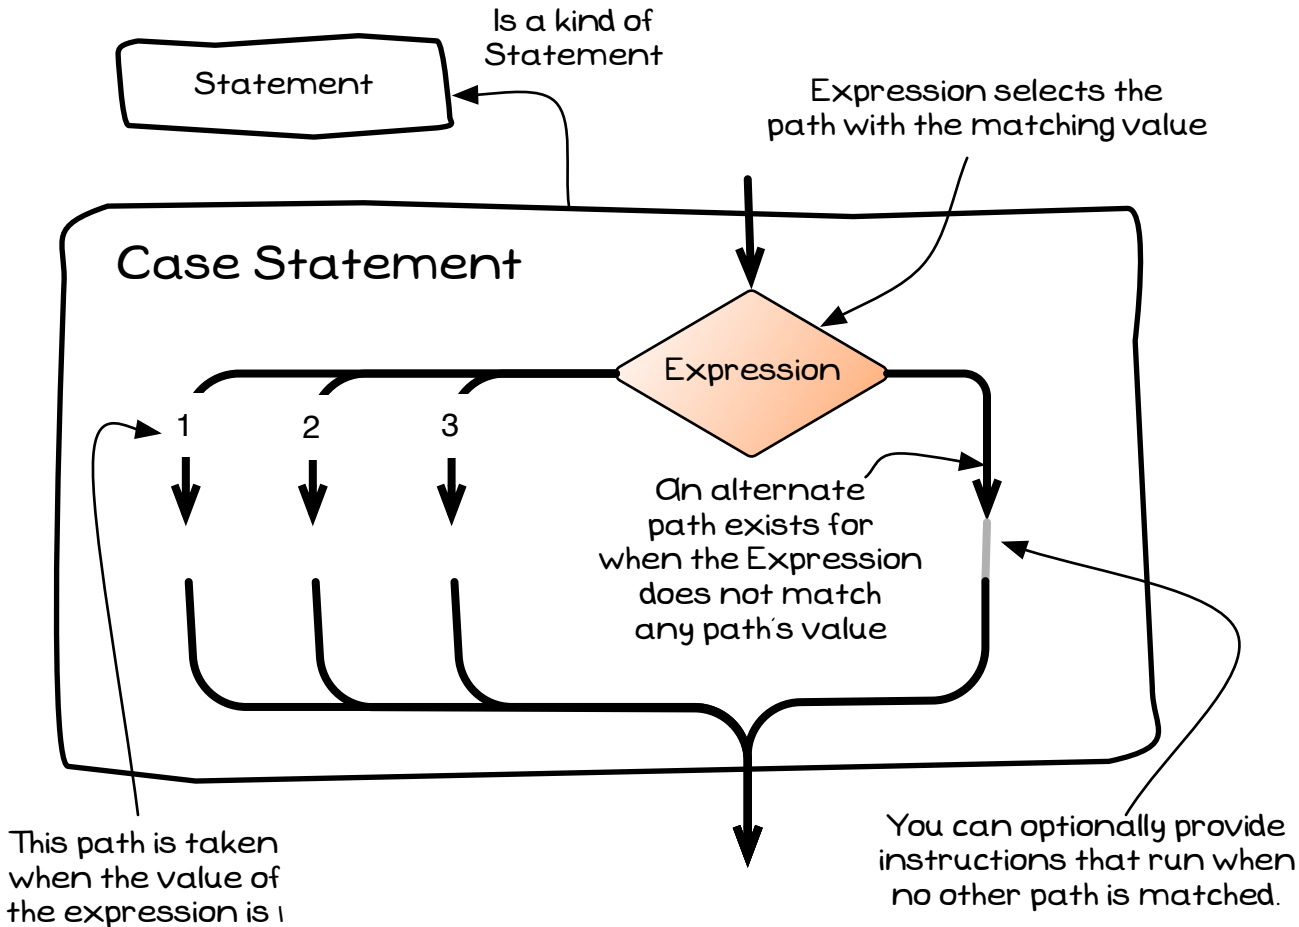 Is a kind of
Statement
Statement
Expression selects the
path with the matching value
Case Statement
Expression
1
2
3
An alternate
path exists for
when the Expression
does not match
any path's value
This path is taken
when the value of
the expression is 1
You can optionally provide
instructions that run when
no other path is matched.